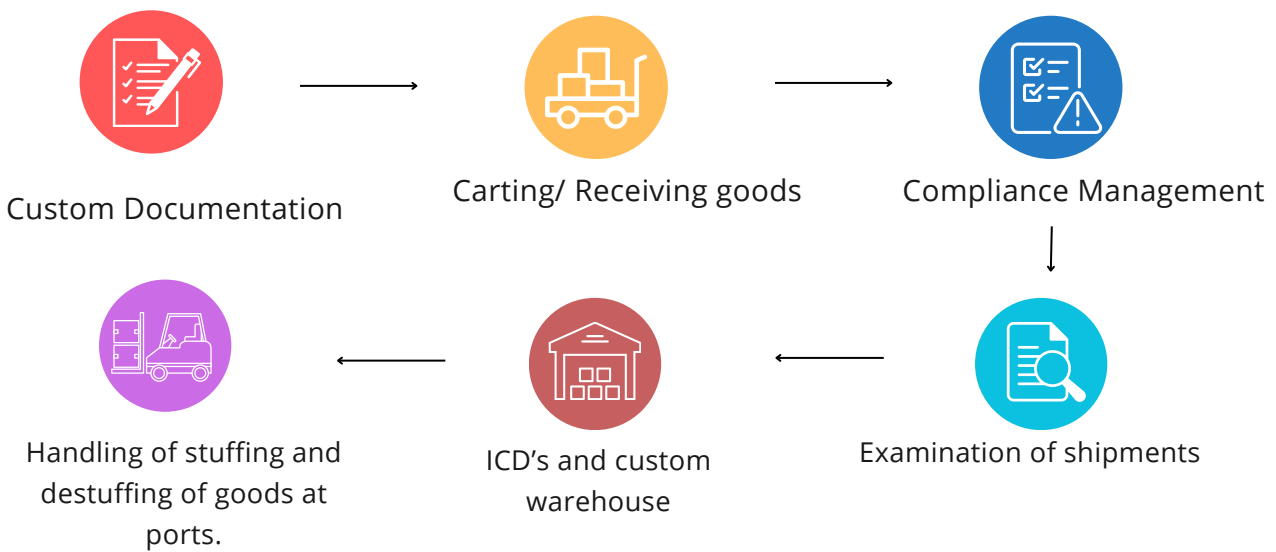 Custom Documentation
Carting/ Receiving goods
Compliance Management
Examination of shipments
ICD’s and custom
warehouse
Handling of stuffing and
destuffing of goods at
ports.